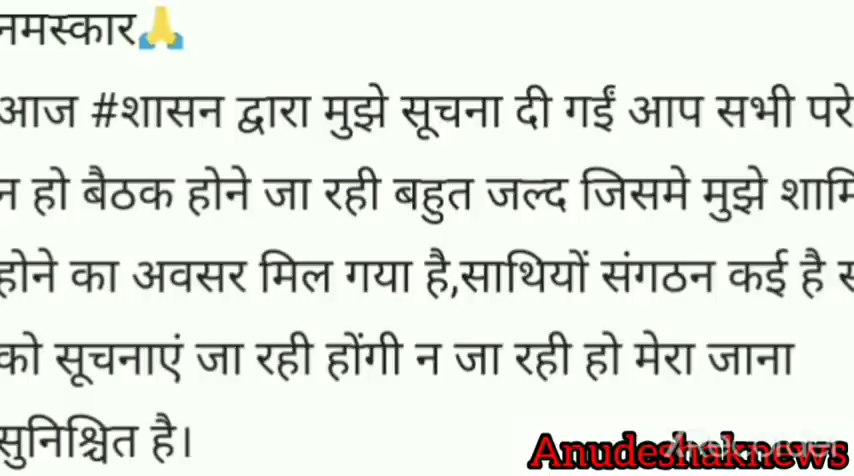 नमस्कार🙏
आज #शासन द्वारा मुझे सूचना दी गईं आप सभी परे
न हो बैठक होने जा रही बहुत जल्द जिसमे मुझे शामि
होने का अवसर मिल गया है,साथियों संगठन कई है स
को सूचनाएं जा रही होंगी न जा रही हो मेरा जाना
सुनिश्चित है।
Anudeshaknews